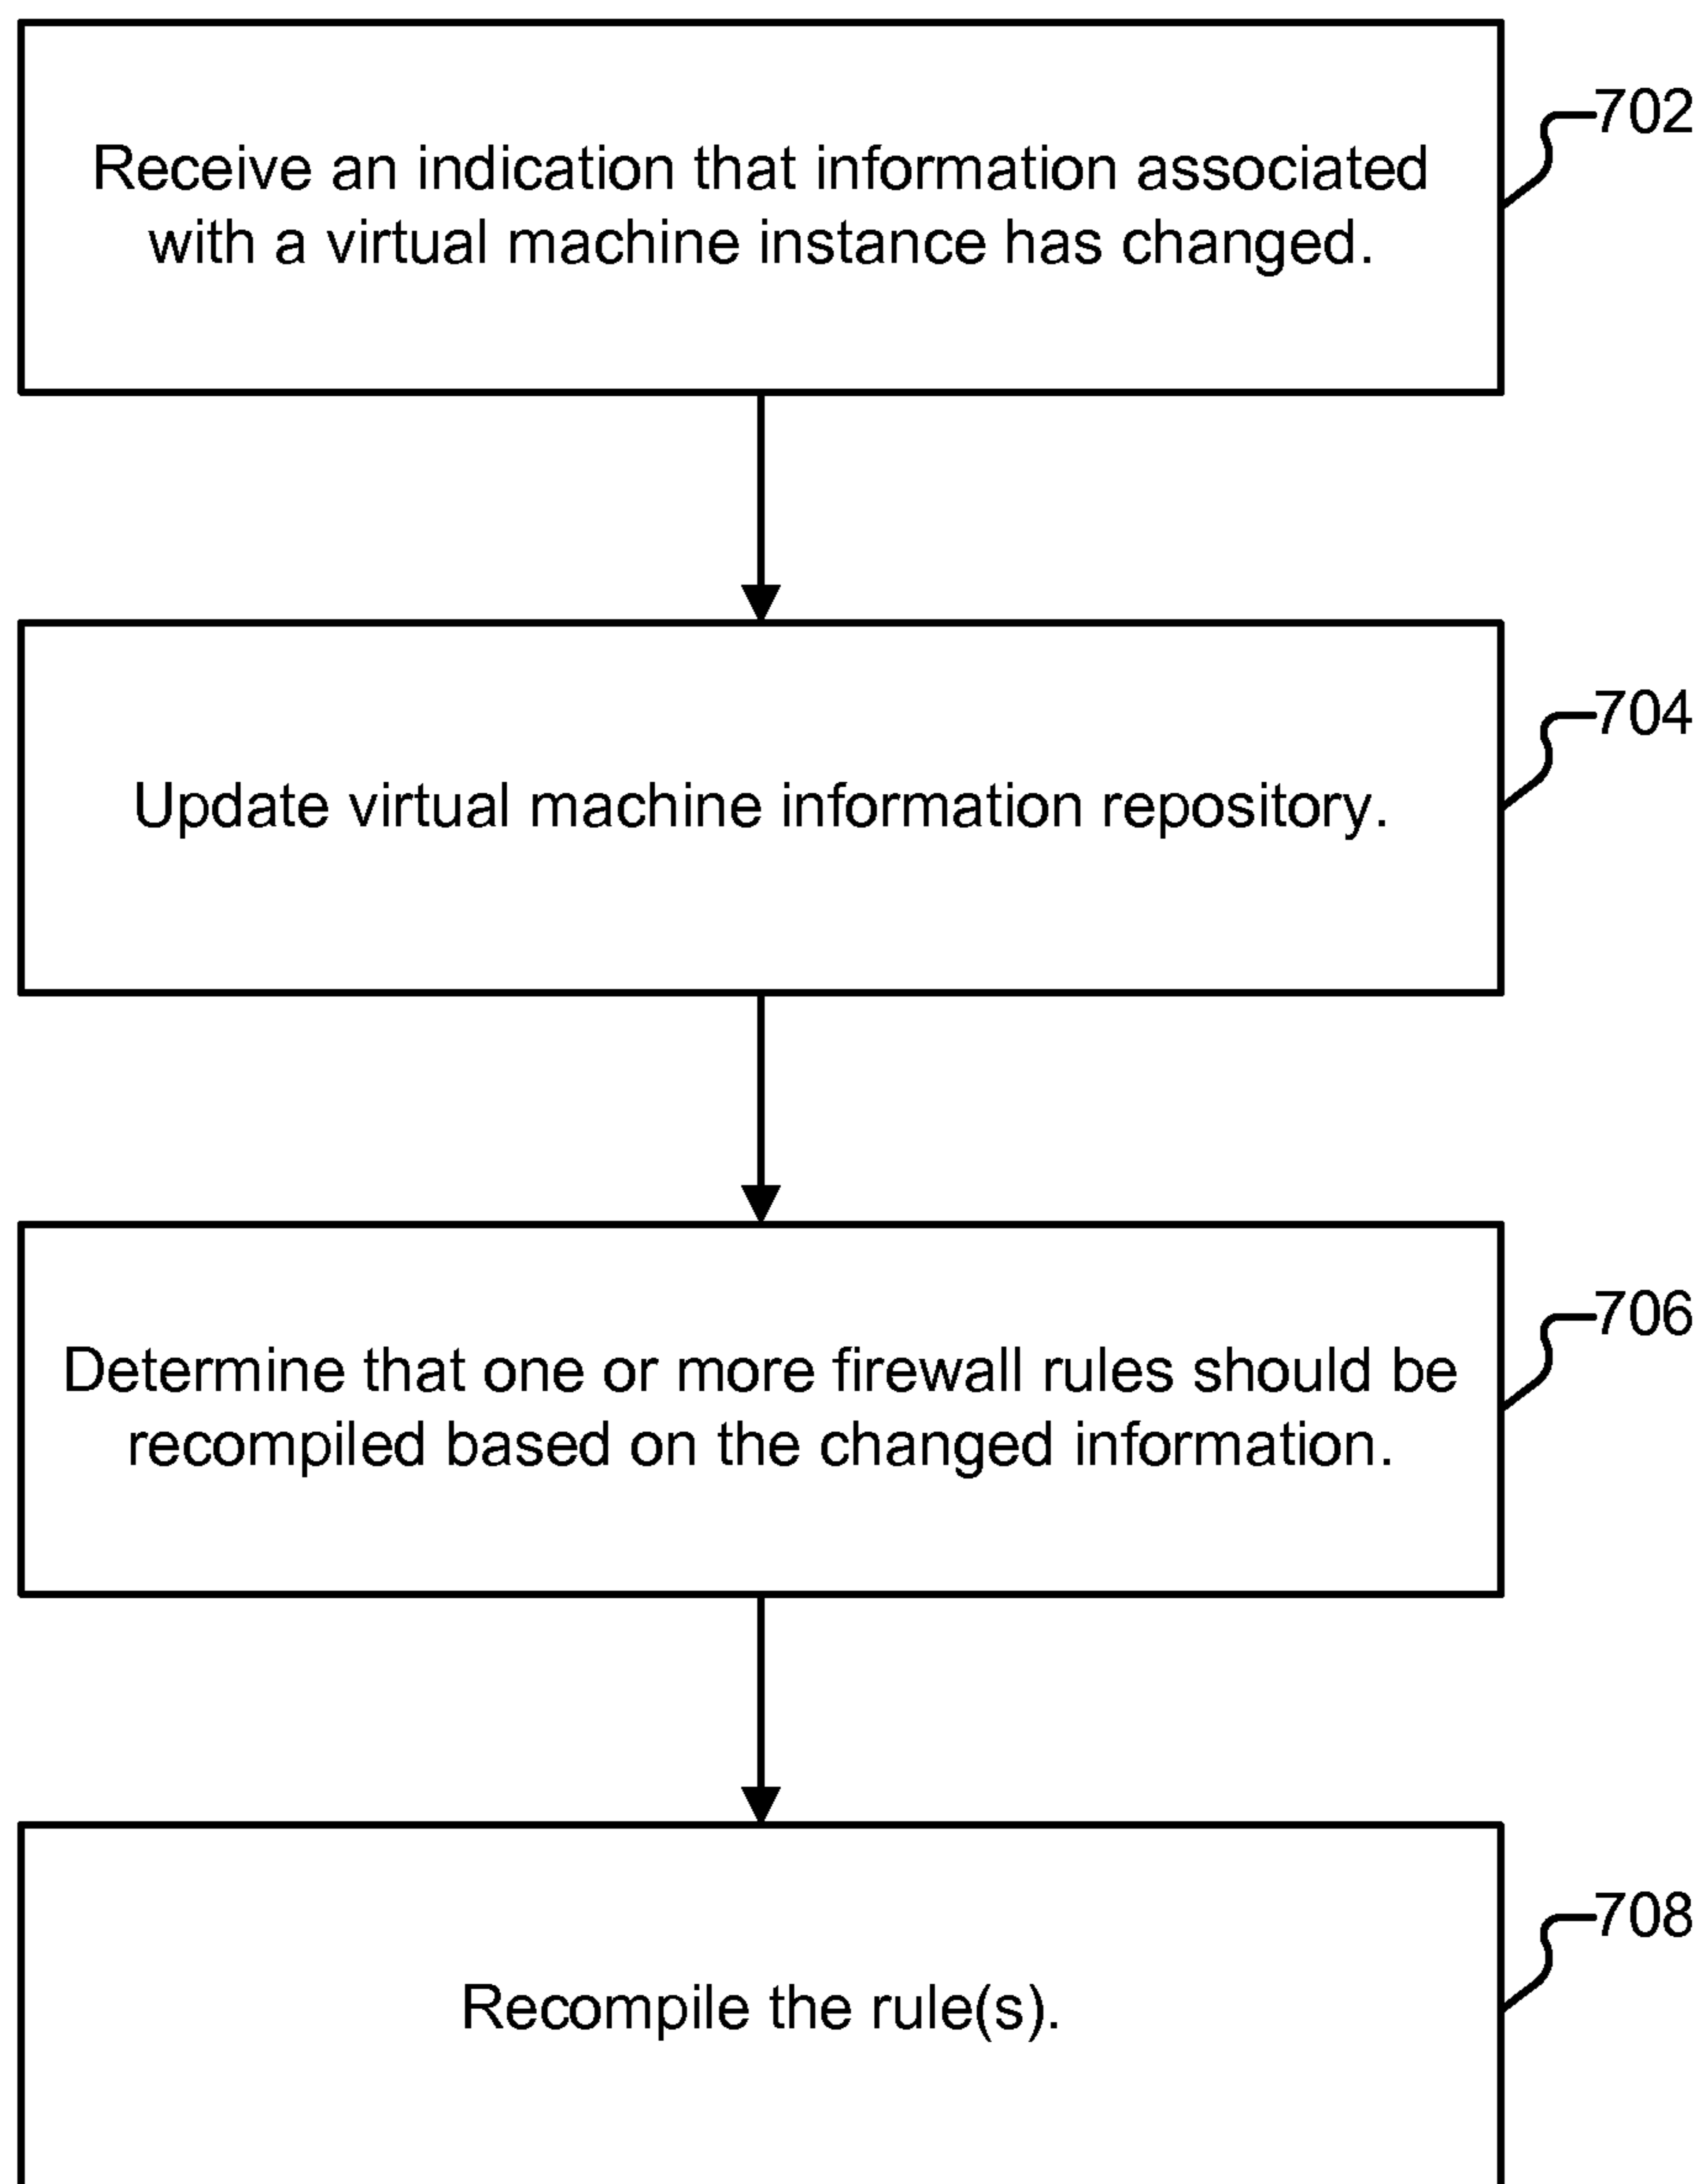 702
Receive an indication that information associated
with a virtual machine instance has changed.
704
Update virtual machine information repository.
706
Determine that one or more firewall rules should be
recompiled based on the changed information.
708
Recompile the rule(s).